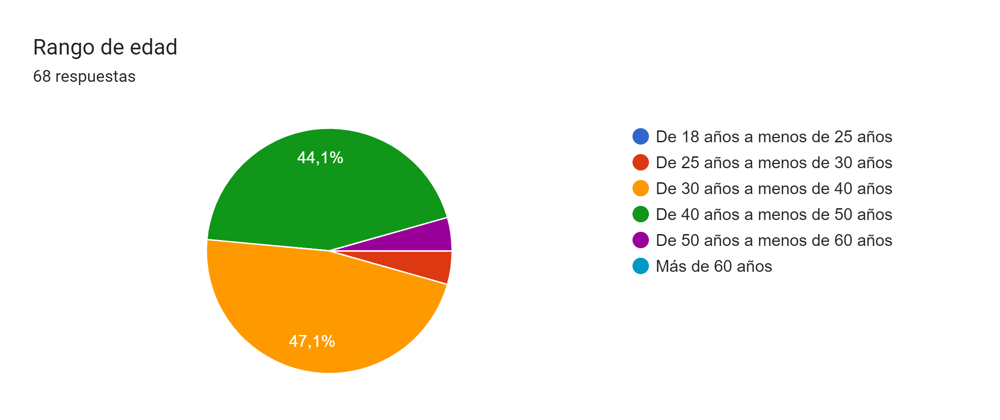 Rango de edad
68 respuestas
44,1%
47,1%
De 18 años a menos de 25 años
De 25 años a menos de 30 años
De 30 años a menos de 40 años
De 40 años a menos de 50 años
De 50 años a menos de 60 años
Más de 60 años